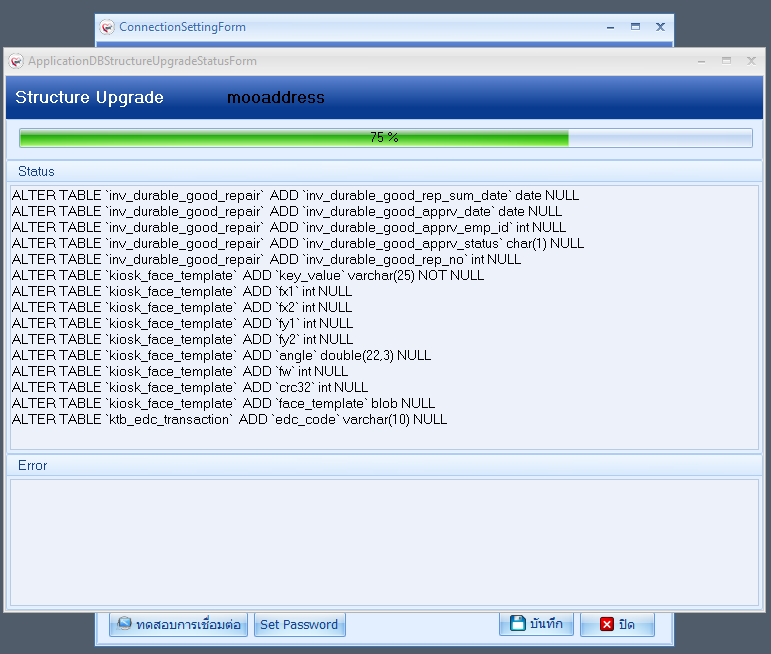 ConnectionSettingForm
ApplicationDBStructureUpgradeStatusForm
Structure Upgrade mooaddress
75 %
Status
ALTER TABLE `inv_durable_good_repair` ADD `inv_durable_good_rep_sum_date` date NULL
ALTER TABLE `inv_durable_good_repair` ADD `inv_durable_good_apprv_date` date NULL
ALTER TABLE `inv_durable_good_repair` ADD `inv_durable_good_apprv_emp_id` int NULL
ALTER TABLE `inv_durable_good_repair` ADD `inv_durable_good_apprv_status` char(1) NULL
ALTER TABLE `inv_durable_good_repair` ADD `inv_durable_good_rep_no` int NULL
ALTER TABLE `kiosk_face_template` ADD `key_value` varchar(25) NOT NULL
ALTER TABLE `kiosk_face_template` ADD `fx1` int NULL
ALTER TABLE `kiosk_face_template` ADD `fx2` int NULL
ALTER TABLE `kiosk_face_template` ADD `fy1` int NULL
ALTER TABLE `kiosk_face_template` ADD `fy2` int NULL
ALTER TABLE `kiosk_face_template` ADD `angle` double(22,3) NULL
ALTER TABLE `kiosk_face_template` ADD `fw` int NULL
ALTER TABLE `kiosk_face_template` ADD `crc32` int NULL
ALTER TABLE `kiosk_face_template` ADD `face_template` blob NULL
ALTER TABLE `ktb_edc_transaction` ADD `edc_code` varchar(10) NULL
Error
ทดสอบการเชื่อมต่อ Set Password บันทึก ปิด